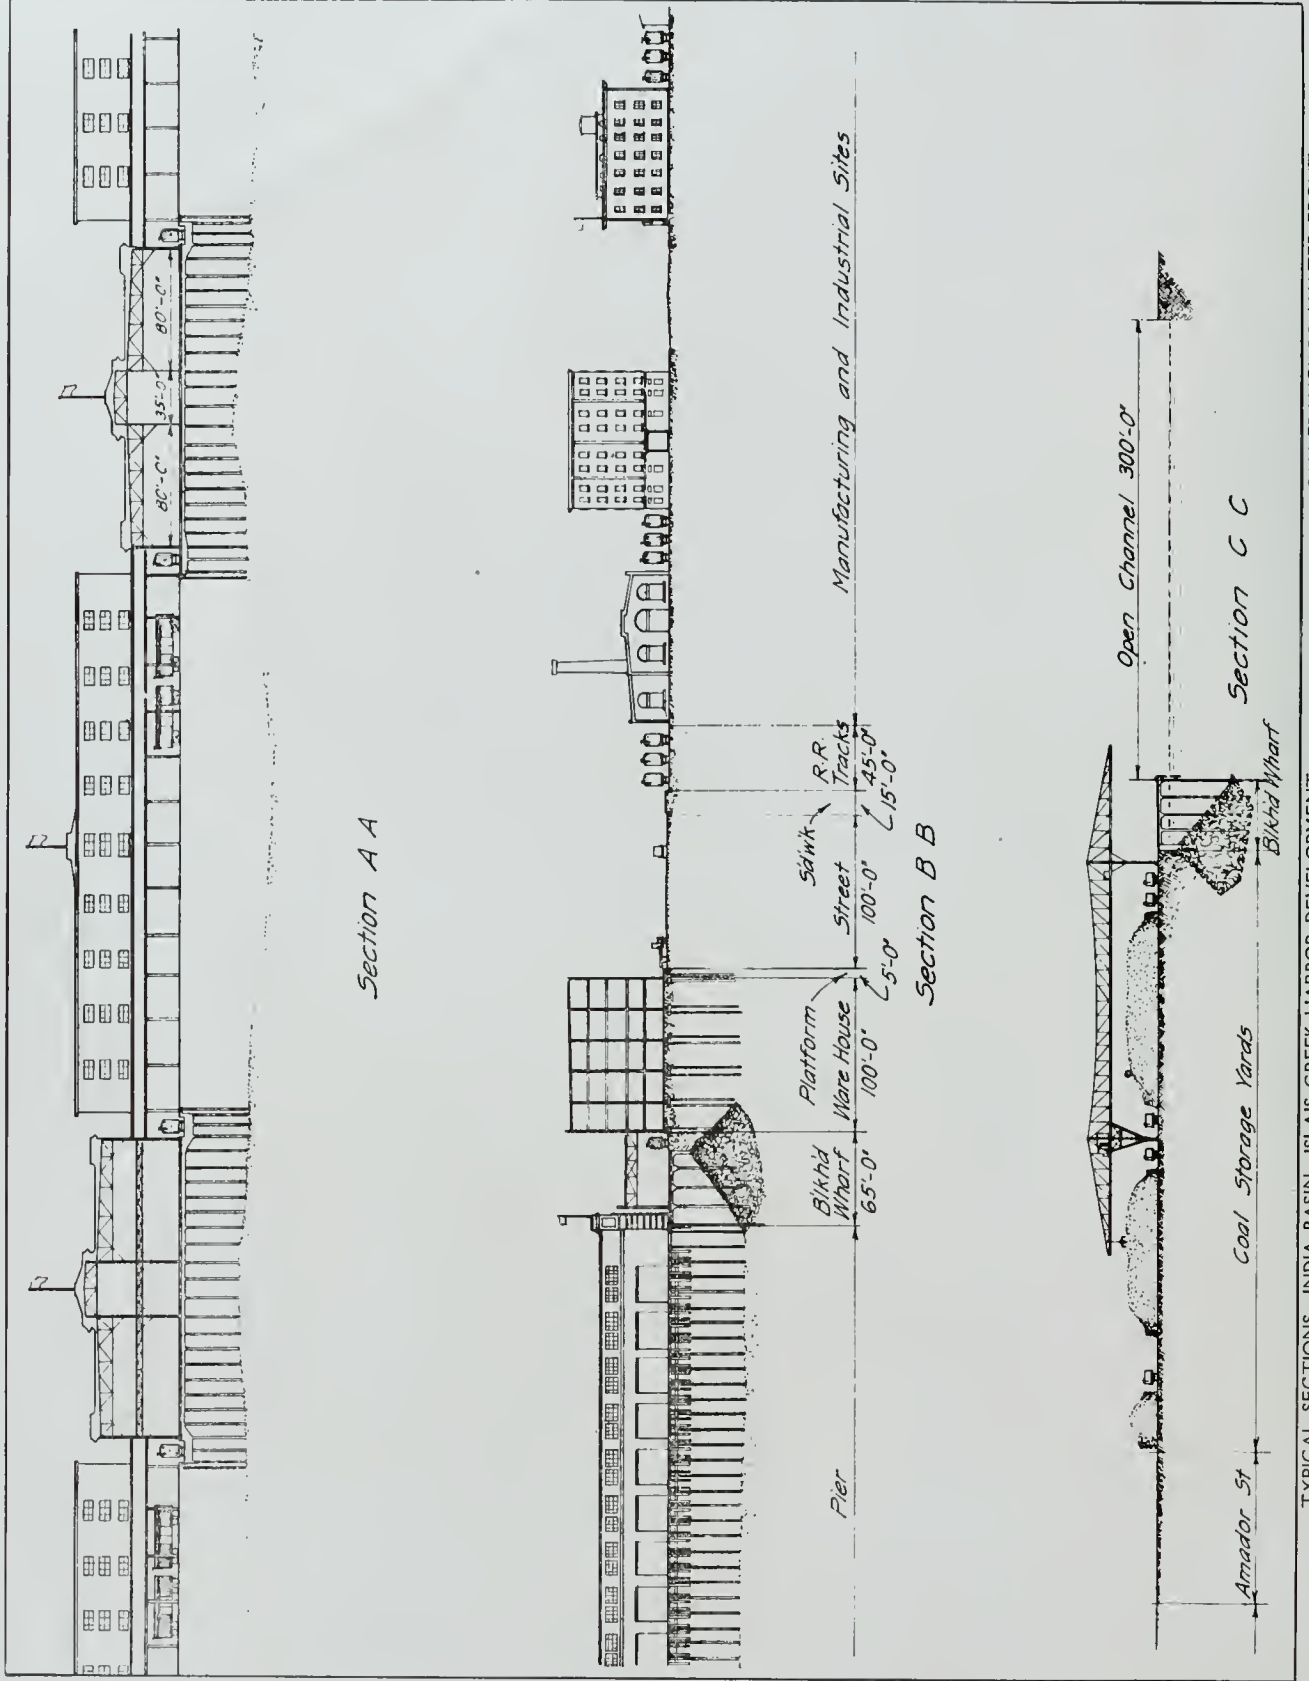 80'-0"
35'-0"
80'-0"
Section A A
Pier
B'lkh'd
Wharf
65'-0"
Platform
Ware House
100'-0"
5'-0"
Street
100'-0"
Sdwk
15'-0"
R.R.
Tracks
45'-0"
Manufacturing and Industrial Sites
Section B B
Amador St
Coal Storage Yards
Blkh'd Wharf
Open Channel 300'-0"
Section C C
TYPICAL SECTIONS, INDIA BASIN, ISLAIS CREEK HARBOR DEVELOPMENT